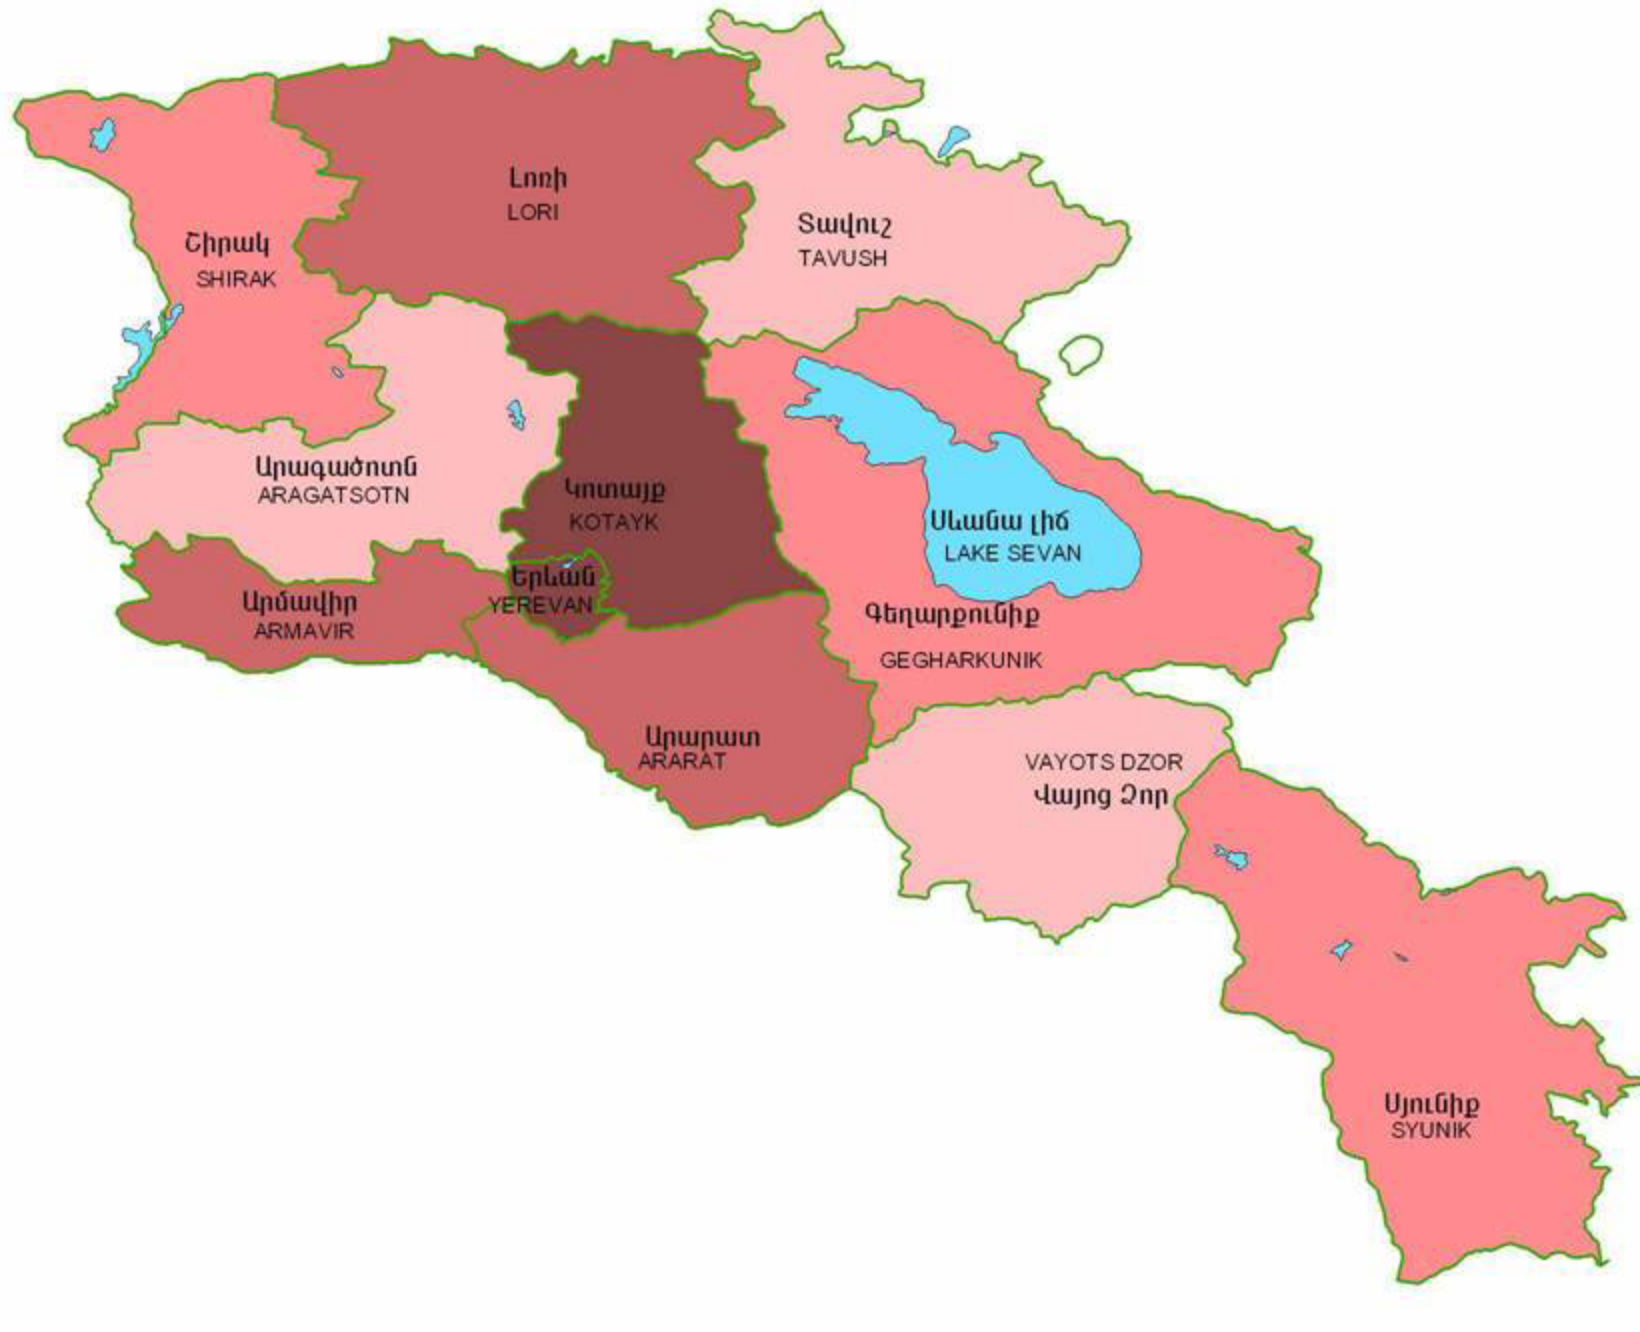 Լոռի
LORI
Տավուշ
TAVUSH
Շիրակ
SHIRAK
Արագածոտն
ARAGATSOTN
Կոտայք
KOTAYK
Սևանա լիճ
LAKE SEVAN
Երևան
YEREVAN
Արմավիր
ARMAVIR
Գեղարքունիք
GEGHARKUNIK
Արարատ
ARARAT
VAYOTS DZOR
Վայոց Ձոր
Սյունիք
SYUNIK